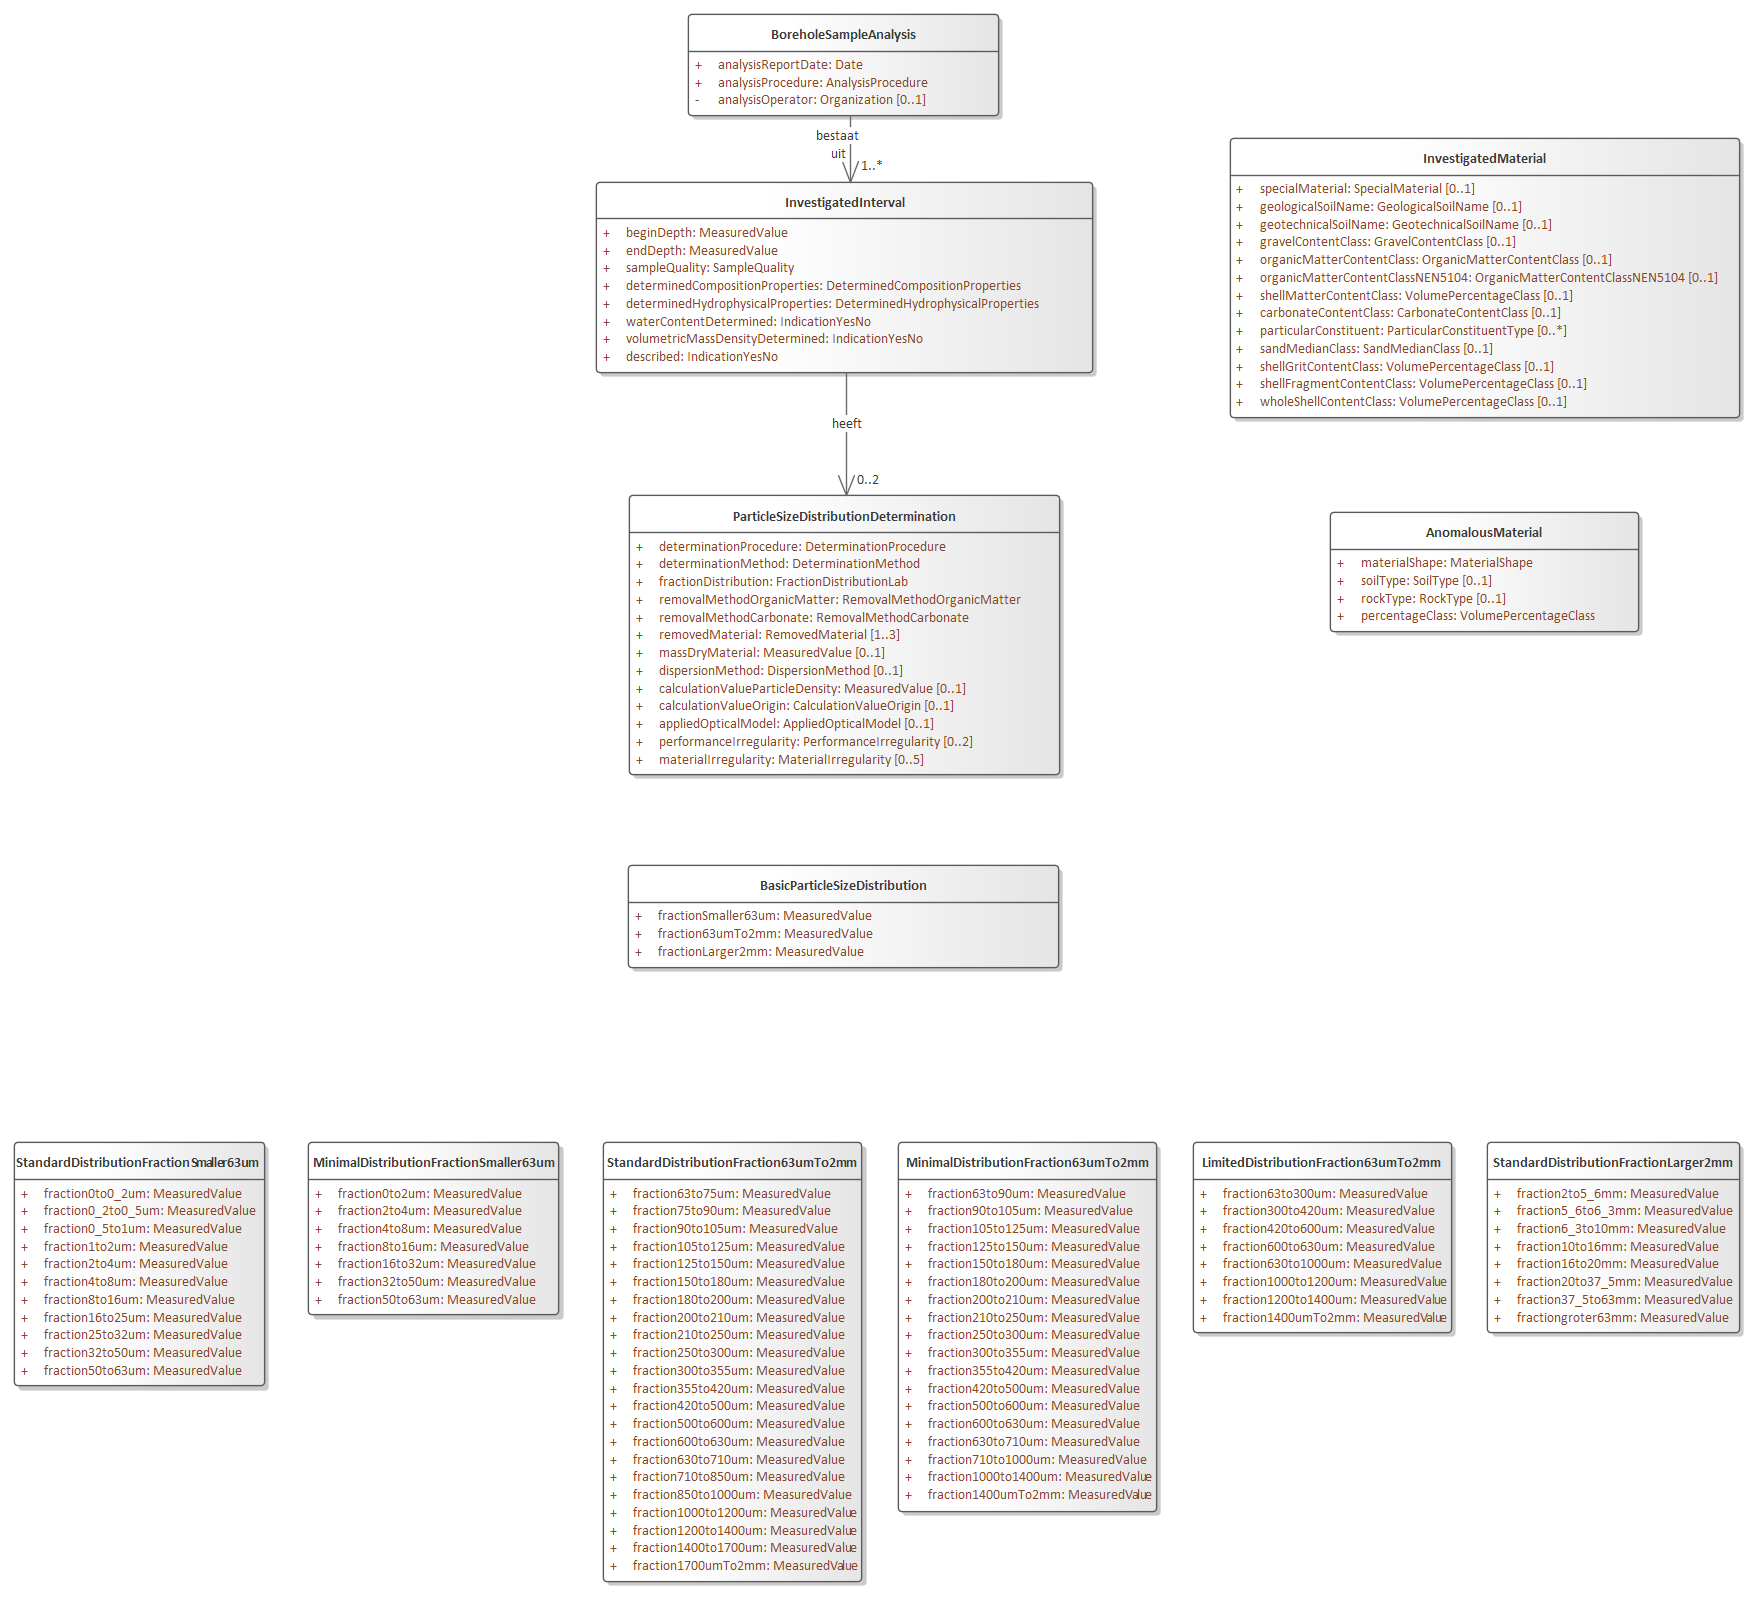 BoreholeSampleAnalysis
+ analysisReportDate: Date
+ analysisProcedure: AnalysisProcedure
- analysisOperator: Organization [0..1]
bestaat
uit
1..*
InvestigatedInterval
+ beginDepth: MeasuredValue
+ endDepth: MeasuredValue
+ sampleQuality: SampleQuality
+ determinedCompositionProperties: DeterminedCompositionProperties
+ determinedHydrophysicalProperties: DeterminedHydrophysicalProperties
+ waterContentDetermined: IndicationYesNo
+ volumetricMassDensityDetermined: IndicationYesNo
+ described: IndicationYesNo
heeft
0..2
InvestigatedMaterial
+ specialMaterial: SpecialMaterial [0..1]
+ geologicalSoilName: GeologicalSoilName [0..1]
+ geotechnicalSoilName: GeotechnicalSoilName [0..1]
+ gravelContentClass: GravelContentClass [0..1]
+ organicMatterContentClass: OrganicMatterContentClass [0..1]
+ organicMatterContentClassNEN5104: OrganicMatterContentClassNEN5104 [0..1]
+ shellMatterContentClass: VolumePercentageClass [0..1]
+ carbonateContentClass: CarbonateContentClass [0..1]
+ particularConstituent: ParticularConstituentType [0..*]
+ sandMedianClass: SandMedianClass [0..1]
+ shellGritContentClass: VolumePercentageClass [0..1]
+ shellFragmentContentClass: VolumePercentageClass [0..1]
+ wholeShellContentClass: VolumePercentageClass [0..1]
ParticleSizeDistributionDetermination
+ determinationProcedure: DeterminationProcedure
+ determinationMethod: DeterminationMethod
+ fractionDistribution: FractionDistributionLab
+ removalMethodOrganicMatter: RemovalMethodOrganicMatter
+ removalMethodCarbonate: RemovalMethodCarbonate
+ removedMaterial: RemovedMaterial [1..3]
+ massDryMaterial: MeasuredValue [0..1]
+ dispersionMethod: DispersionMethod [0..1]
+ calculationValueParticleDensity: MeasuredValue [0..1]
+ calculationValueOrigin: CalculationValueOrigin [0..1]
+ appliedOpticalModel: AppliedOpticalModel [0..1]
+ performanceIrregularity: PerformanceIrregularity [0..2]
+ materialIrregularity: MaterialIrregularity [0..5]
AnomalousMaterial
+ materialShape: MaterialShape
+ soilType: SoilType [0..1]
+ rockType: RockType [0..1]
+ percentageClass: VolumePercentageClass
BasicParticleSizeDistribution
+ fractionSmaller63um: MeasuredValue
+ fraction63umTo2mm: MeasuredValue
+ fractionLarger2mm: MeasuredValue
StandardDistributionFractionSmaller63um
+ fraction0to0_2um: MeasuredValue
+ fraction0_2to0_5um: MeasuredValue
+ fraction0_5to1um: MeasuredValue
+ fraction1to2um: MeasuredValue
+ fraction2to4um: MeasuredValue
+ fraction4to8um: MeasuredValue
+ fraction8to16um: MeasuredValue
+ fraction16to25um: MeasuredValue
+ fraction25to32um: MeasuredValue
+ fraction32to50um: MeasuredValue
+ fraction50to63um: MeasuredValue
MinimalDistributionFractionSmaller63um
+ fraction0to2um: MeasuredValue
+ fraction2to4um: MeasuredValue
+ fraction4to8um: MeasuredValue
+ fraction8to16um: MeasuredValue
+ fraction16to32um: MeasuredValue
+ fraction32to50um: MeasuredValue
+ fraction50to63um: MeasuredValue
StandardDistributionFraction63umTo2mm
+ fraction63to75um: MeasuredValue
+ fraction75to90um: MeasuredValue
+ fraction90to105um: MeasuredValue
+ fraction105to125um: MeasuredValue
+ fraction125to150um: MeasuredValue
+ fraction150to180um: MeasuredValue
+ fraction180to200um: MeasuredValue
+ fraction200to210um: MeasuredValue
+ fraction210to250um: MeasuredValue
+ fraction250to300um: MeasuredValue
+ fraction300to355um: MeasuredValue
+ fraction355to420um: MeasuredValue
+ fraction420to500um: MeasuredValue
+ fraction500to600um: MeasuredValue
+ fraction600to630um: MeasuredValue
+ fraction630to710um: MeasuredValue
+ fraction710to850um: MeasuredValue
+ fraction850to1000um: MeasuredValue
+ fraction1000to1200um: MeasuredValue
+ fraction1200to1400um: MeasuredValue
+ fraction1400to1700um: MeasuredValue
+ fraction1700umTo2mm: MeasuredValue
MinimalDistributionFraction63umTo2mm
+ fraction63to90um: MeasuredValue
+ fraction90to105um: MeasuredValue
+ fraction105to125um: MeasuredValue
+ fraction125to150um: MeasuredValue
+ fraction150to180um: MeasuredValue
+ fraction180to200um: MeasuredValue
+ fraction200to210um: MeasuredValue
+ fraction210to250um: MeasuredValue
+ fraction250to300um: MeasuredValue
+ fraction300to355um: MeasuredValue
+ fraction355to420um: MeasuredValue
+ fraction420to500um: MeasuredValue
+ fraction500to600um: MeasuredValue
+ fraction600to630um: MeasuredValue
+ fraction630to710um: MeasuredValue
+ fraction710to1000um: MeasuredValue
+ fraction1000to1400um: MeasuredValue
+ fraction1400umTo2mm: MeasuredValue
LimitedDistributionFraction63umTo2mm
+ fraction63to300um: MeasuredValue
+ fraction300to420um: MeasuredValue
+ fraction420to600um: MeasuredValue
+ fraction600to630um: MeasuredValue
+ fraction630to1000um: MeasuredValue
+ fraction1000to1200um: MeasuredValue
+ fraction1200to1400um: MeasuredValue
+ fraction1400umTo2mm: MeasuredValue
StandardDistributionFractionLarger2mm
+ fraction2to5_6mm: MeasuredValue
+ fraction5_6to6_3mm: MeasuredValue
+ fraction6_3to10mm: MeasuredValue
+ fraction10to16mm: MeasuredValue
+ fraction16to20mm: MeasuredValue
+ fraction20to37_5mm: MeasuredValue
+ fraction37_5to63mm: MeasuredValue
+ fractiongroter63mm: MeasuredValue